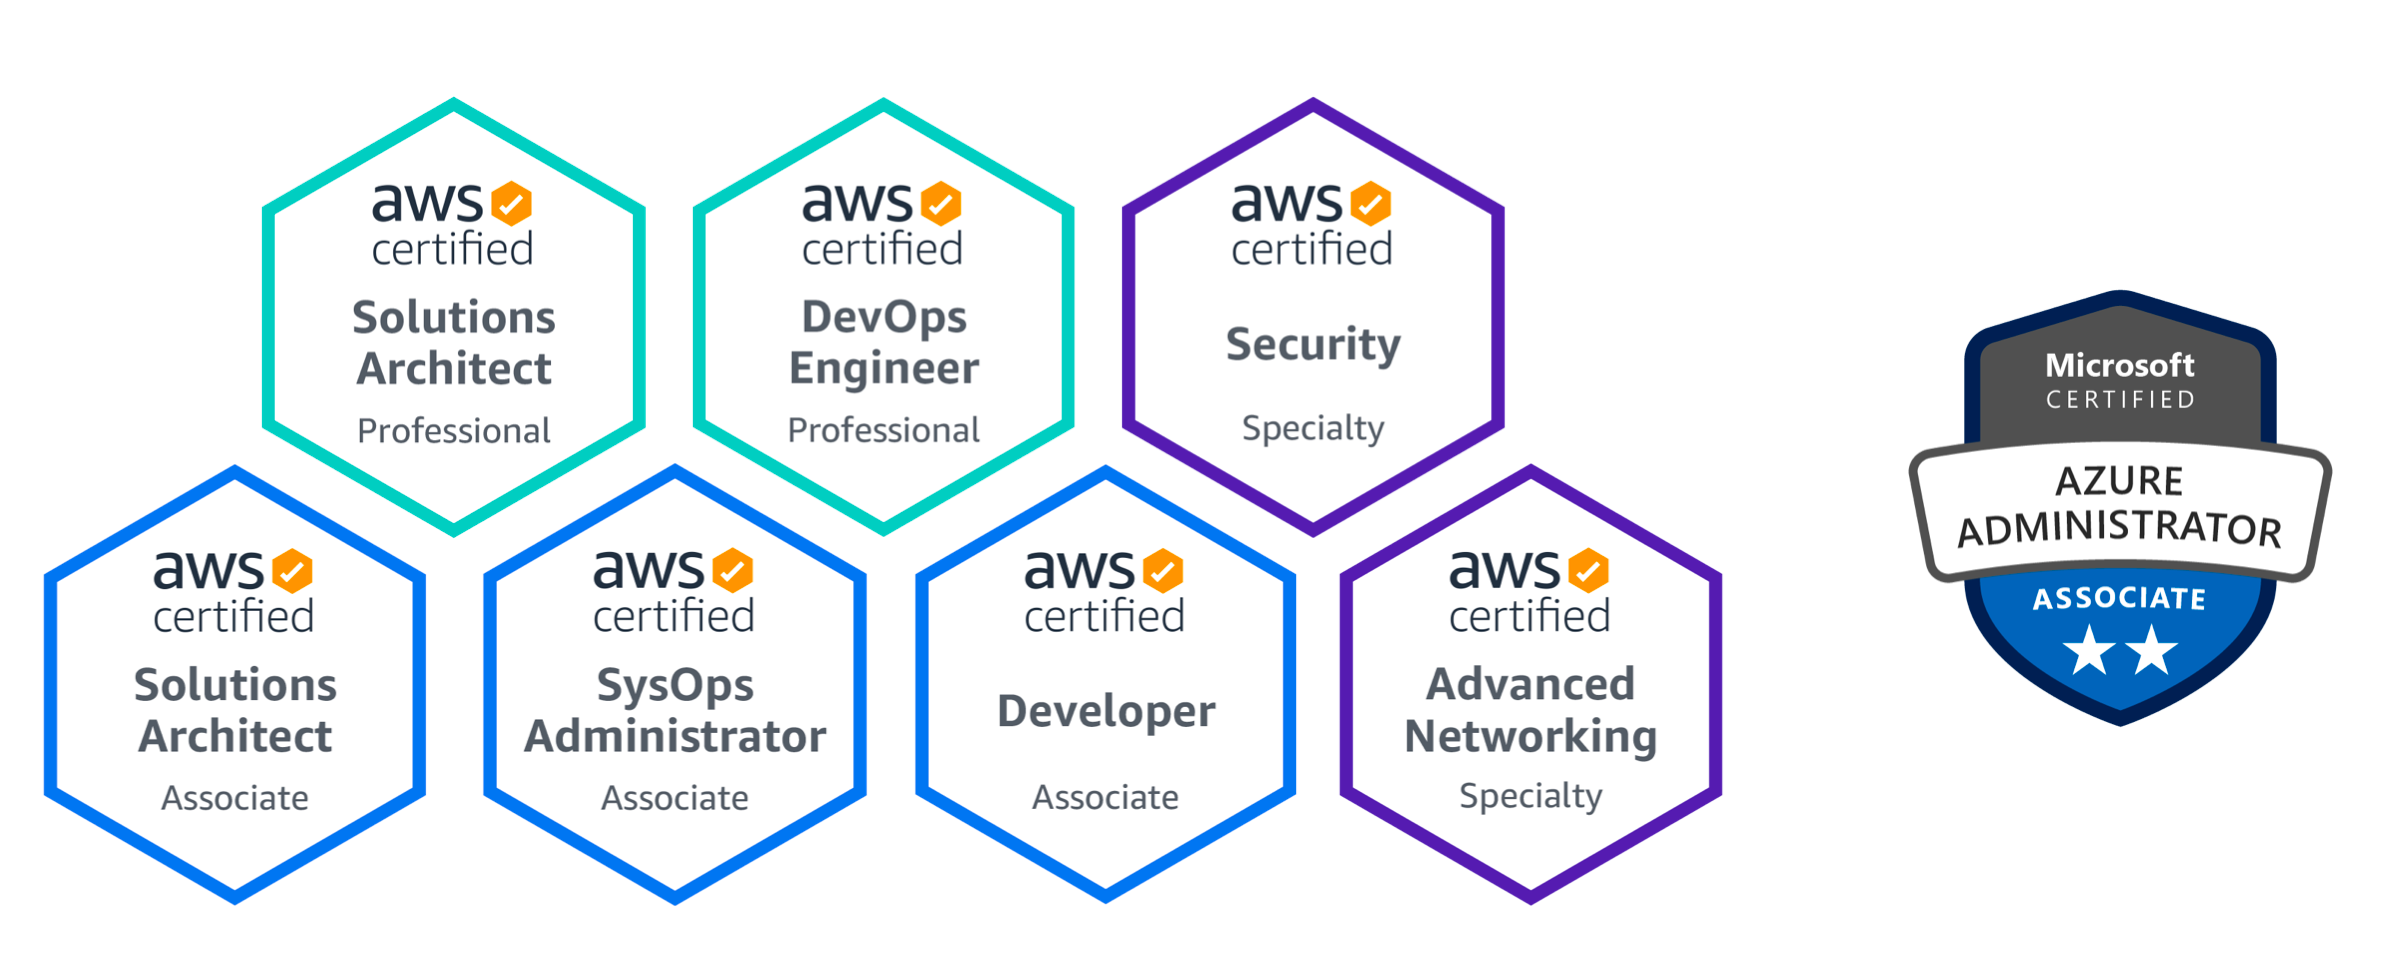 aws
certified
Solutions
Architect
Professional
aws
certified
DevOps
Engineer
Professional
aws
certified
Security
Specialty
aws
certified
Solutions
Architect
Associate
aws
certified
SysOps
Administrator
Associate
aws
certified
Developer
Associate
aws
certified
Advanced
Networking
Specialty
Microsoft
CERTIFIED
AZURE
ADMINISTRATOR
ASSOCIATE